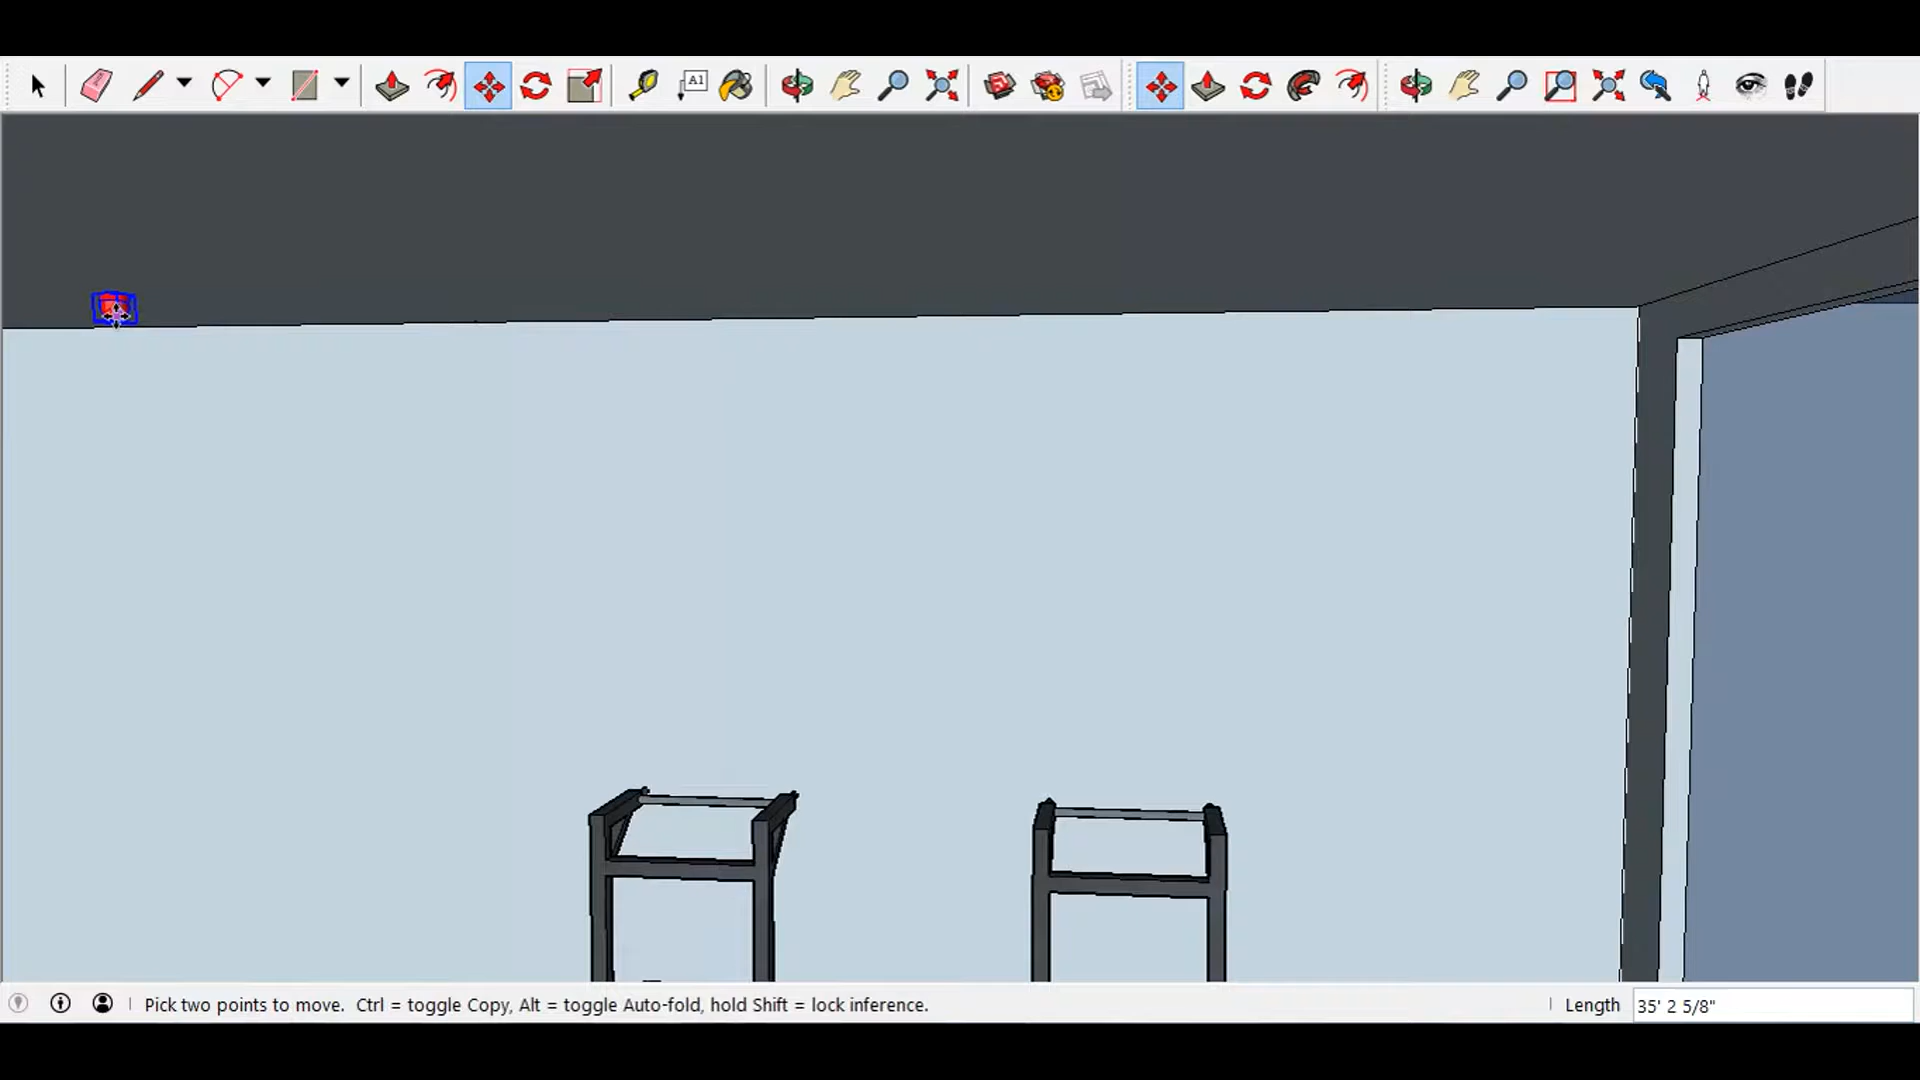 A1
Pick two points to move.  Ctrl = toggle Copy, Alt = toggle Auto-fold, hold Shift = lock inference.
Length
35' 2 5/8"